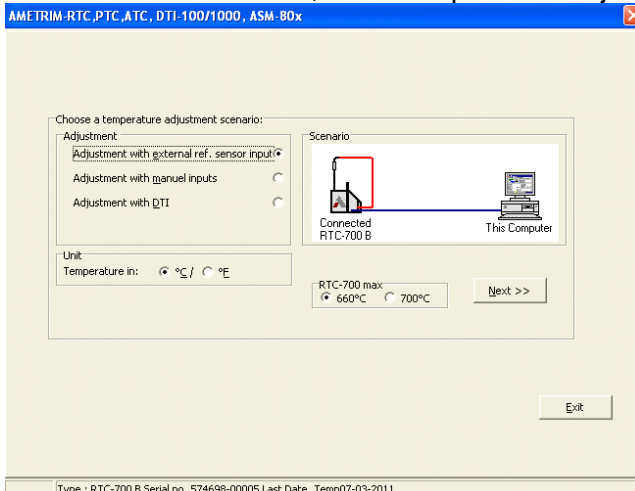 AMETRIM-RTC,PTC,ATC, DTI-100/1000, ASM-80x
Choose a temperature adjustment scenario:
Adjustment
Adjustment with external ref. sensor input
Adjustment with manuel inputs
Adjustment with DTI
Scenario
Connected
RTC-700 B
This Computer
Unit
Temperature in: °C / °F
RTC-700 max
660°C 700°C
Next >>
Exit
Type : RTC-700 B Serial no. 574698-00005 Last Date Temp07-03-2011